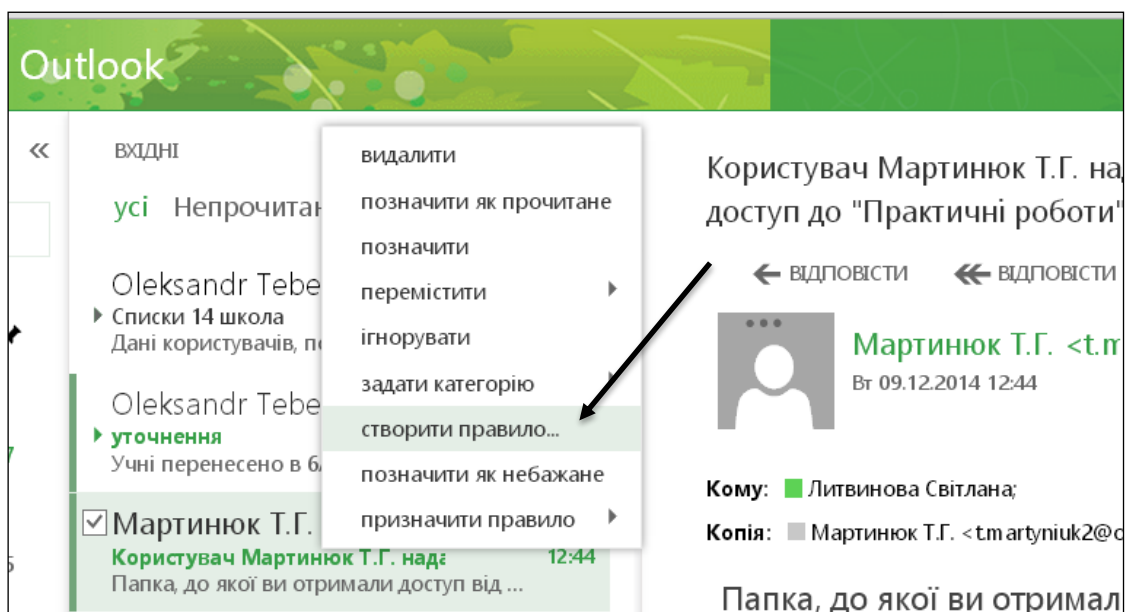 Outlook
ВХІДНІ
усі Непрочитан
Oleksandr Tebe
Списки 14 школа
Дані користувачів, п
Oleksandr Tebe
уточнення
Учні перенесено в 6
Мартинюк Т.Г.
Користувач Мартинюк Т.Г. нада 12:44
Папка, до якої ви отримали доступ від ...
видалити
позначити як прочитане
позначити
перемістити
ігнорувати
задати категорію
створити правило...
позначити як небажане
призначити правило
Користувач Мартинюк Т.Г. на
доступ до "Практичні роботи"
ВІДПОВІСТИ ВІДПОВІСТИ
Мартинюк Т.Г. <t.m
Вт 09.12.2014 12:44
Кому: Литвинова Світлана;
Копія: Мартинюк Т.Г. <t.martyniuk2@o
Папка, до якої ви отримал